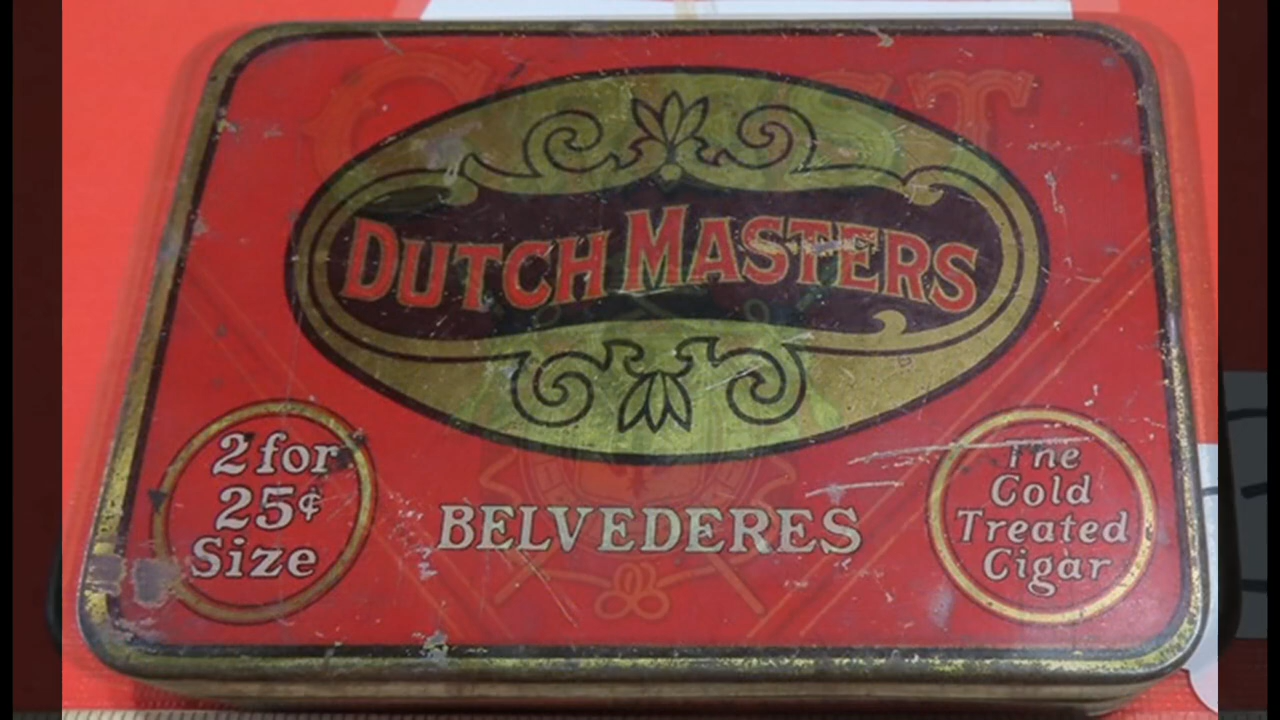 DUTCH MASTERS
2 for
25¢
Size
BELVEDERES
The
Cold
Treated
Cigar